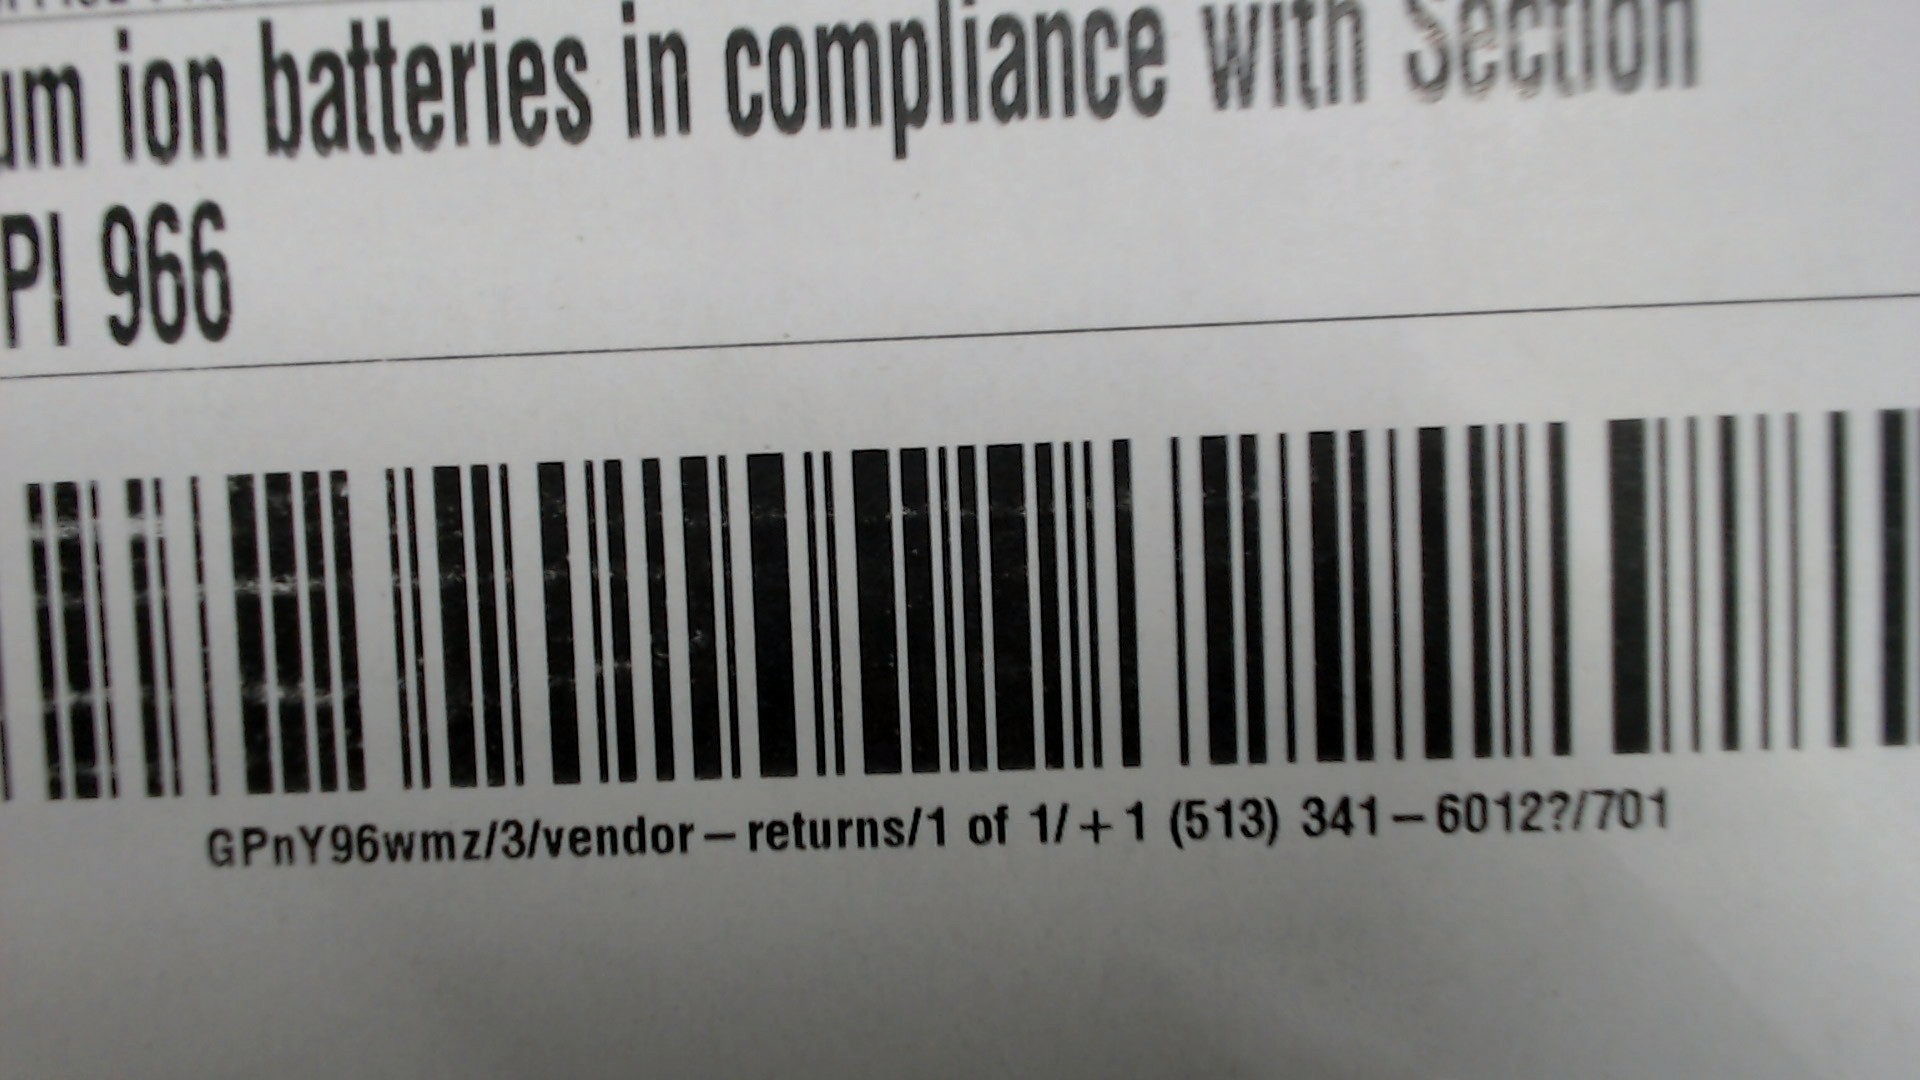 um ion batteries in compliance with Section
PI 966
GPnY96wmz/3/vendor-returns/1 of 1/+1 (513) 341-6012?/701